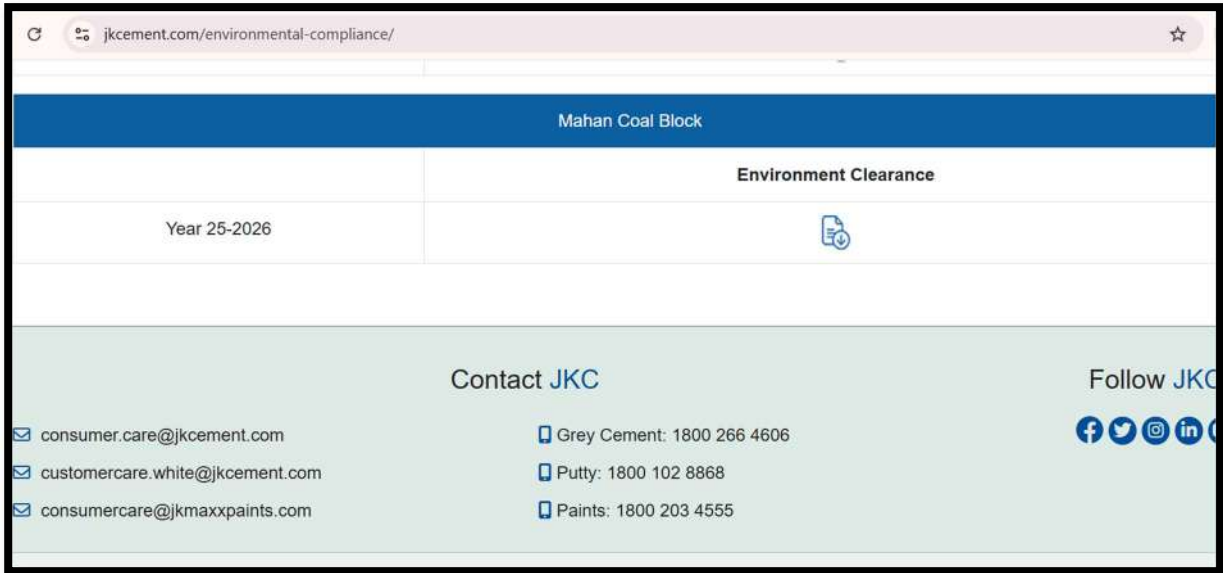 jkcement.com/environmental-compliance/
Mahan Coal Block
Environment Clearance
Year 25-2026
Contact JKC
Follow JKC
consumer.care@jkcement.com
Grey Cement: 1800 266 4606
customercare.white@jkcement.com
Putty: 1800 102 8868
consumercare@jkmaxxpaints.com
Paints: 1800 203 4555